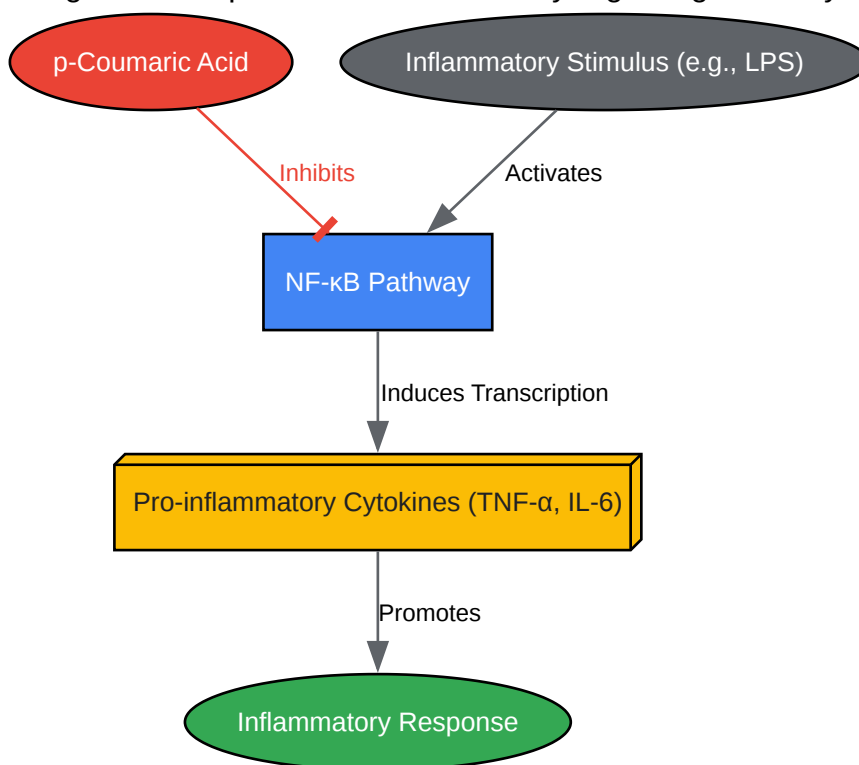 p-Coumaric Acid
Inflammatory Stimulus (e.g., LPS)
Inhibits
Activates
NF-κB Pathway
Induces Transcription
Pro-inflammatory Cytokines (TNF-α, IL-6)
Promotes
Inflammatory Response